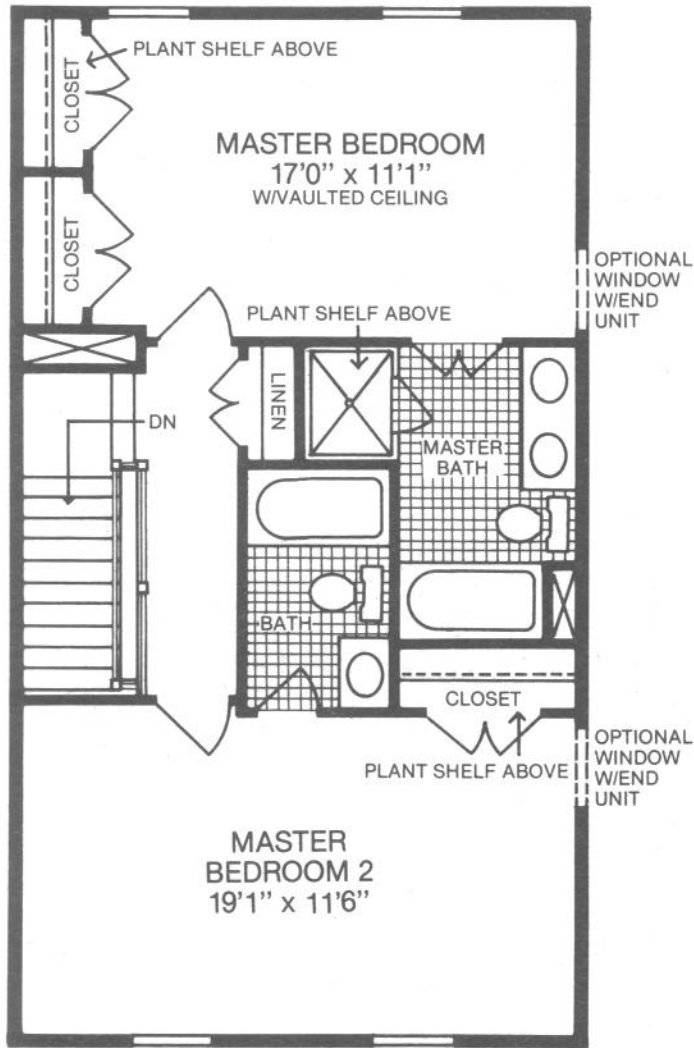 PLANT SHELF ABOVE
CLOSET
MASTER BEDROOM
17'0" x 11'1"
W/VAULTED CEILING
CLOSET
OPTIONAL
WINDOW
W/END
UNIT
PLANT SHELF ABOVE
LINEN
DN
MASTER
BATH
BATH
CLOSET
PLANT SHELF ABOVE
OPTIONAL
WINDOW
W/END
UNIT
MASTER
BEDROOM 2
19'1" x 11'6"